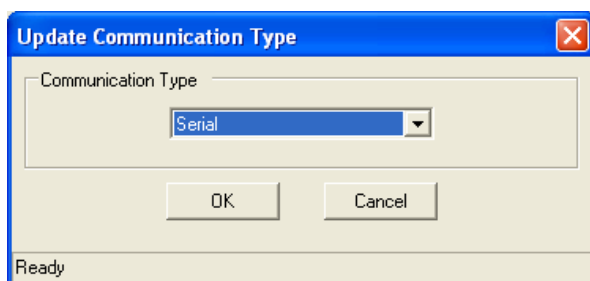 Update Communication Type
Communication Type
Serial
OK Cancel
Ready